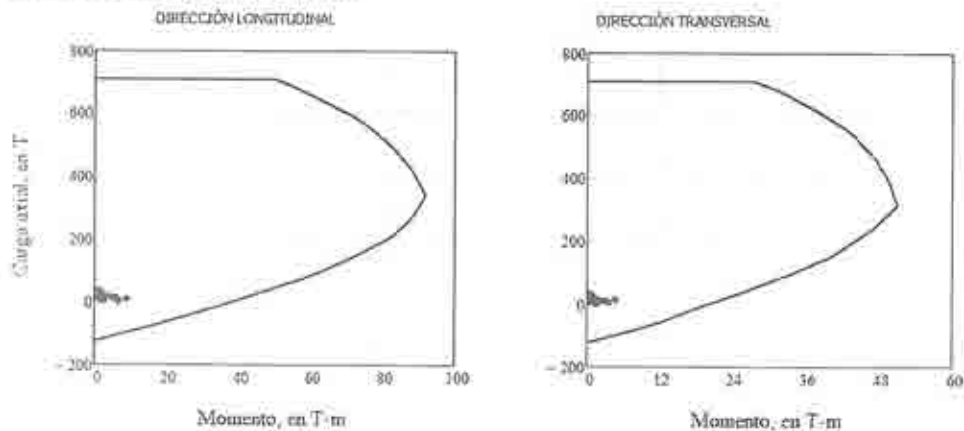 DIRECCIÓN LONGITUDINAL
800
600
400
200
0
-200
0 20 40 60 80 100
Carga axial, en T
Momento, en T-m
DIRECCIÓN TRANSVERSAL
800
600
400
200
0
-200
0 12 24 36 48 60
Momento, en T-m